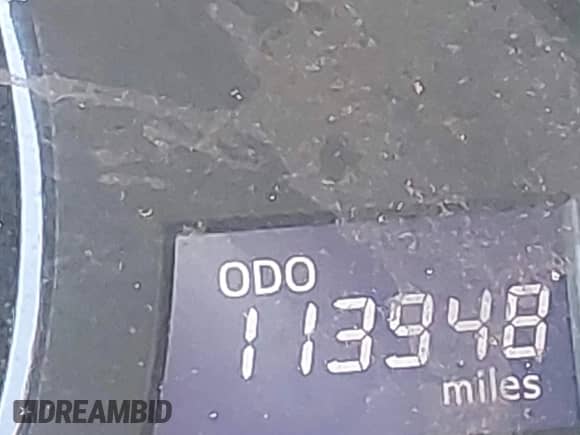 ODO
113948
miles
DREAMBID